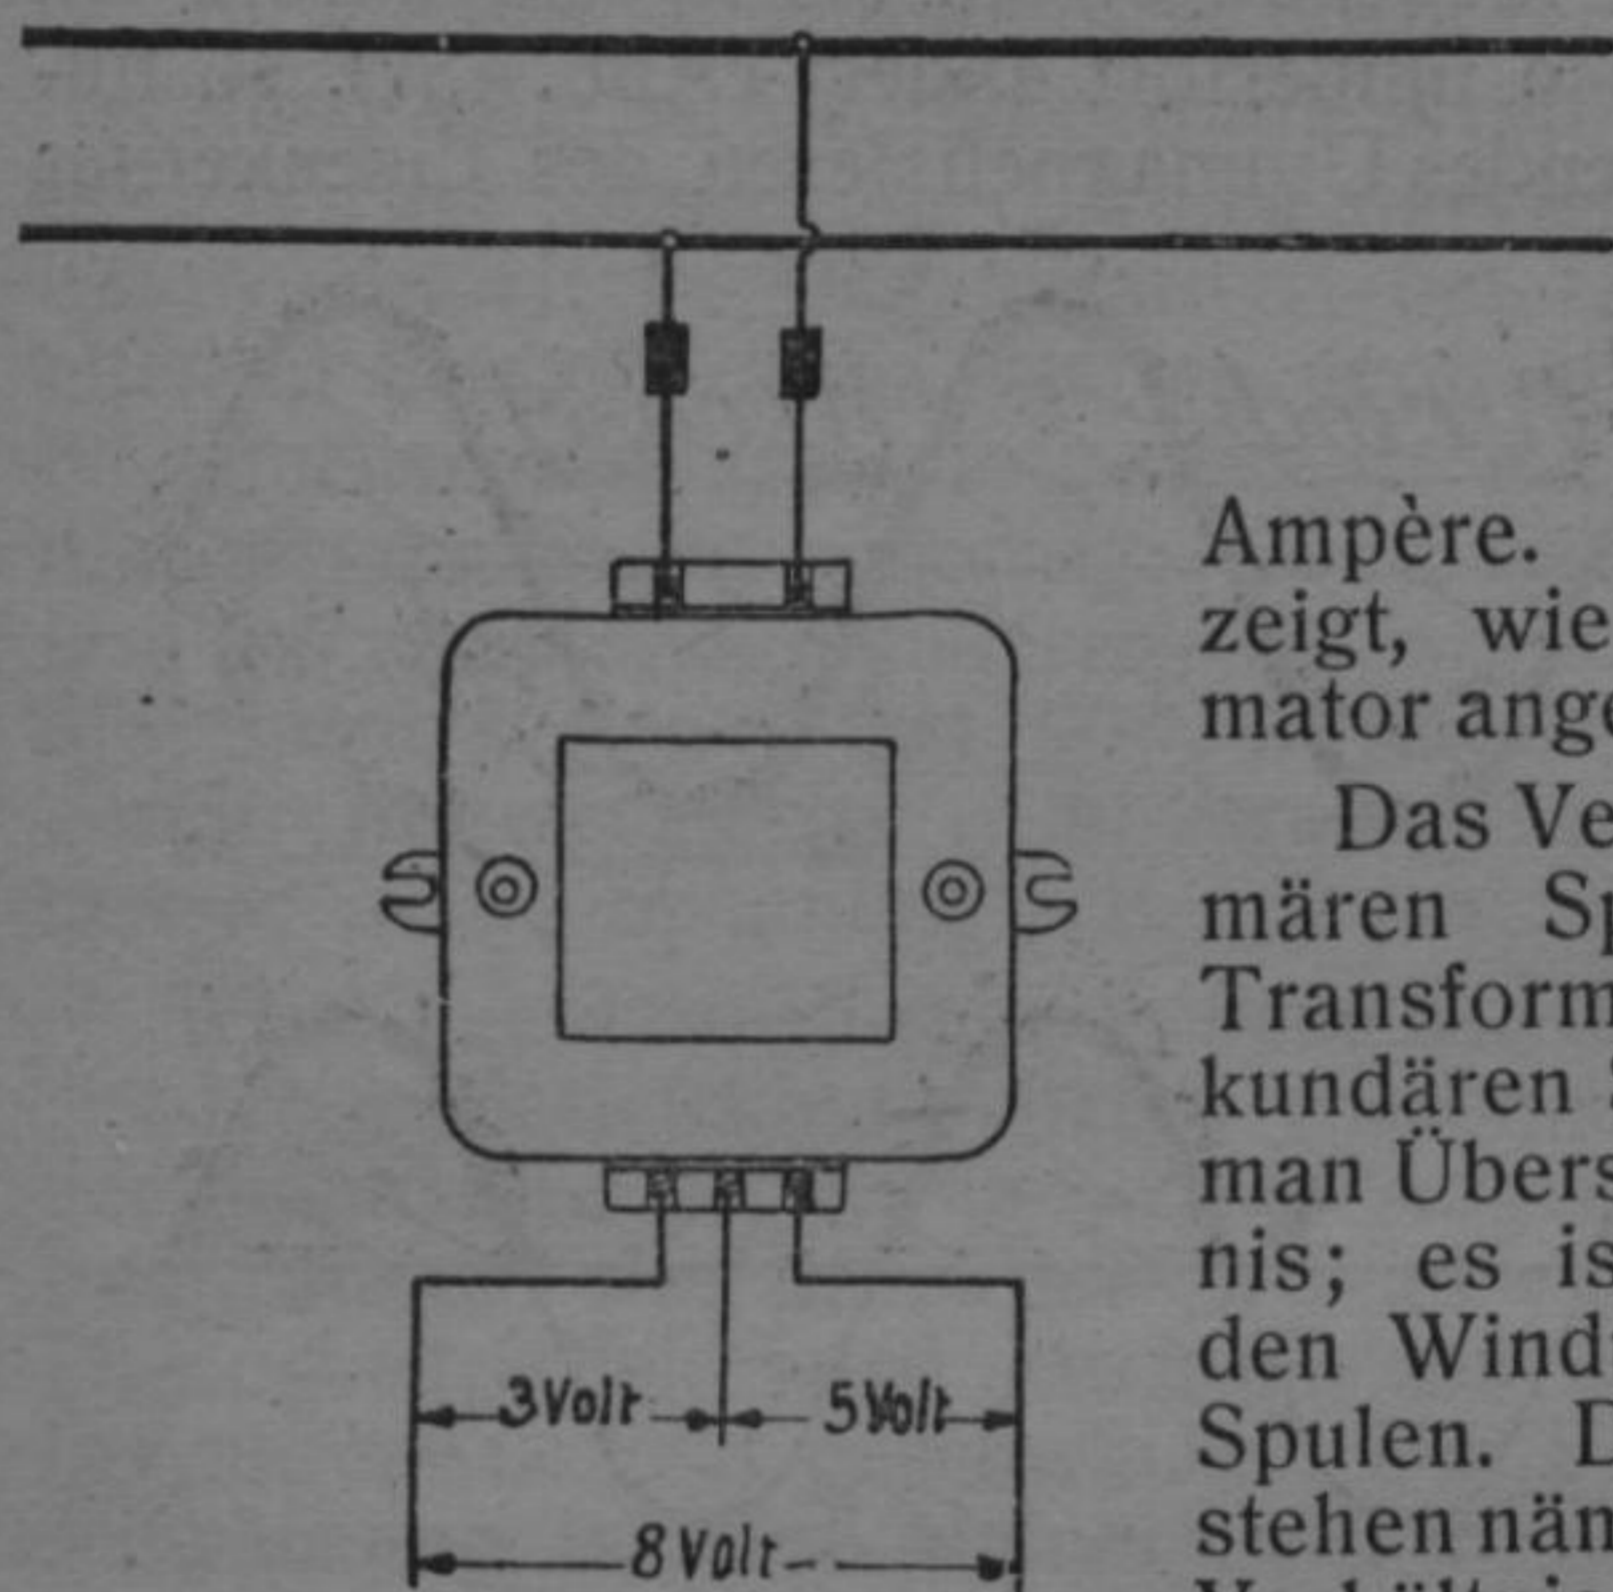 Ampère.
zeigt, wie
mator ange
Das Ve
mären Sp
Transform
kundären
man Übers
nis; es is
den Wind
Spulen. D
stehen näm
3 Volt 5 Volt
8 Volt